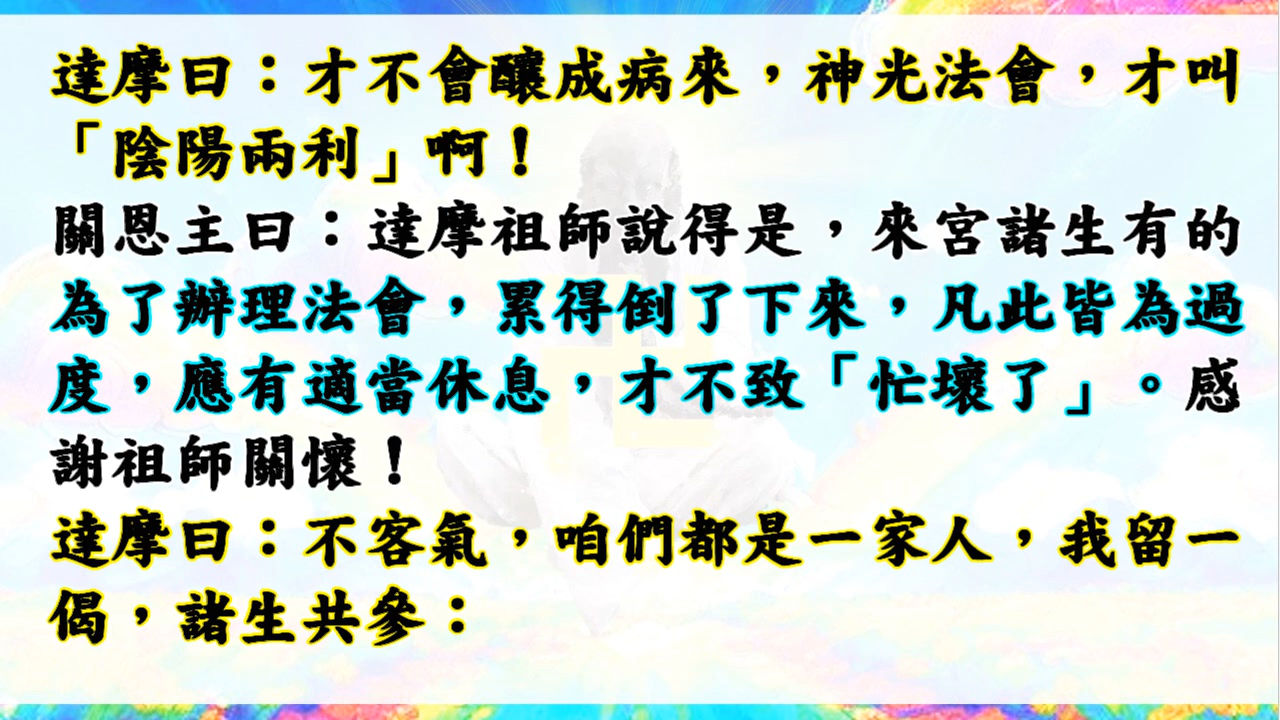 達摩曰：才不會釀成病來，神光法會，才叫
「陰陽兩利」啊！
關恩主曰：達摩祖師說得是，來宮諸生有的
為了辦理法會，累得倒了下來，凡此皆為過
度，應有適當休息，才不致「忙壞了」。感
謝祖師關懷！
達摩曰：不客氣，咱們都是一家人，我留一
偈，諸生共參：